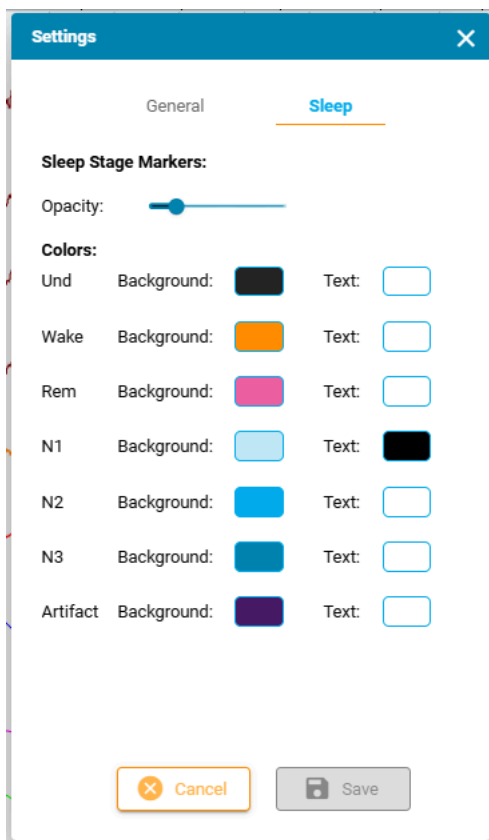 Settings
General Sleep
Sleep Stage Markers:
Opacity:
Colors:
Und Background: Text:
Wake Background: Text:
Rem Background: Text:
N1 Background: Text:
N2 Background: Text:
N3 Background: Text:
Artifact Background: Text:
Cancel Save